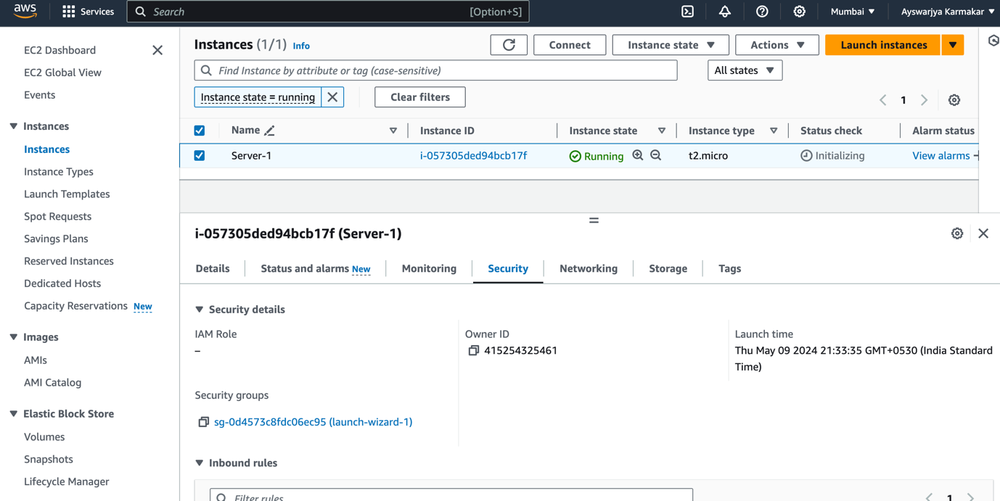 aws
Services
Search [Option+S]
Mumbai
Ayswarjya Karmakar
EC2 Dashboard
EC2 Global View
Events
Instances
Instances
Instance Types
Launch Templates
Spot Requests
Savings Plans
Reserved Instances
Dedicated Hosts
Capacity Reservations New
Images
AMIs
AMI Catalog
Elastic Block Store
Volumes
Snapshots
Lifecycle Manager
Instances (1/1) Info
Connect
Instance state
Actions
Launch instances
Find Instance by attribute or tag (case-sensitive)
All states
Instance state = running
Clear filters
1
Name Instance ID Instance state Instance type Status check Alarm status
Server-1 i-057305ded94bcb17f Running t2.micro Initializing View alarms
i-057305ded94bcb17f (Server-1)
Details Status and alarms New Monitoring Security Networking Storage Tags
Security details
IAM Role
–
Owner ID
415254325461
Launch time
Thu May 09 2024 21:33:35 GMT+0530 (India Standard
Time)
Security groups
sg-0d4573c8fdc06ec95 (launch-wizard-1)
Inbound rules
Filter rules
1